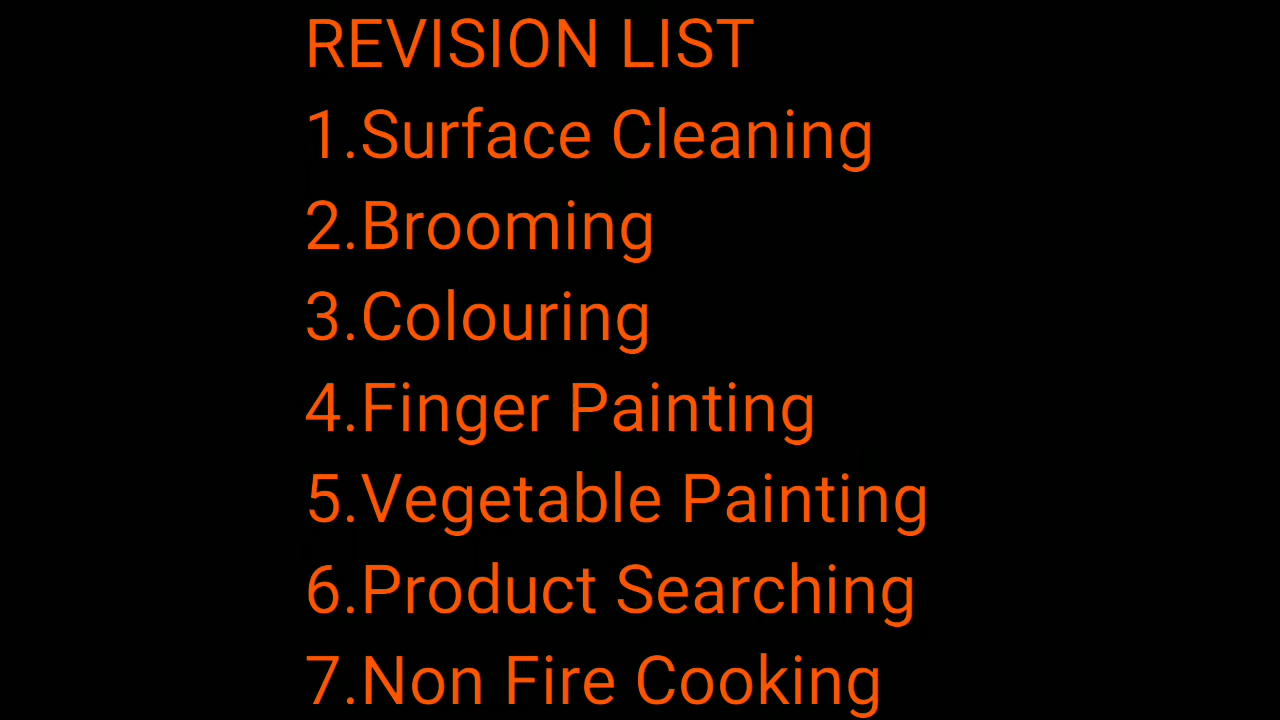 REVISION LIST
1.Surface Cleaning
2.Brooming
3.Colouring
4.Finger Painting
5.Vegetable Painting
6.Product Searching
7.Non Fire Cooking